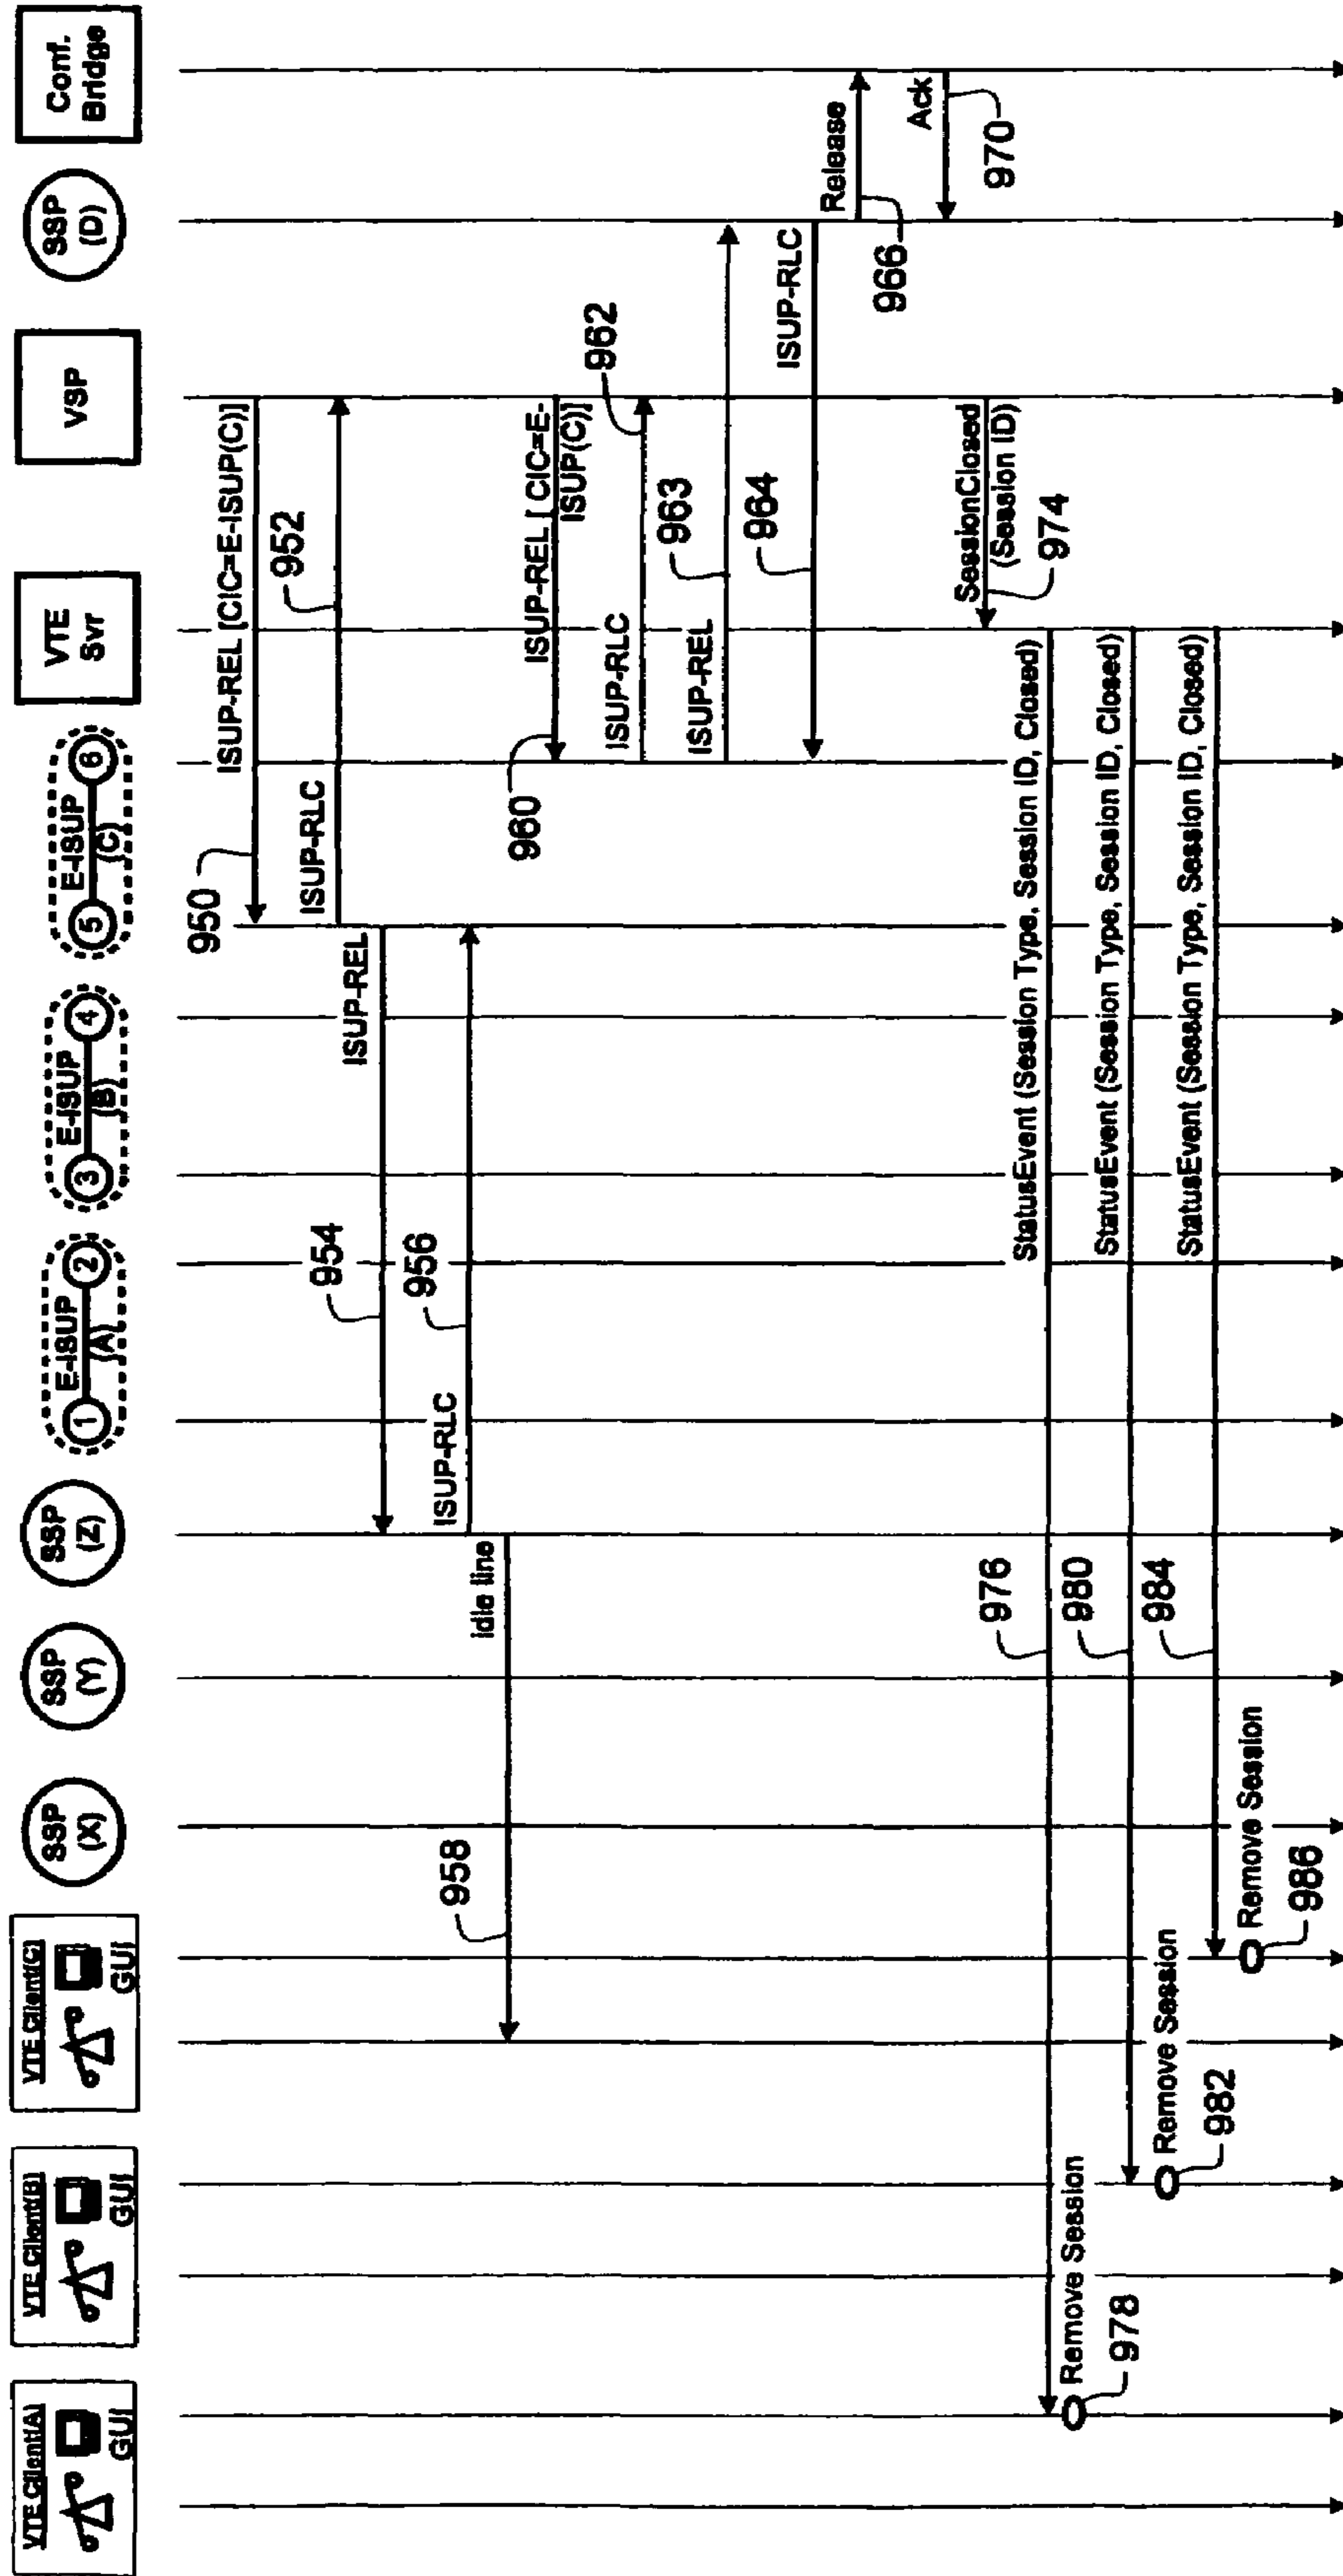 VTE Client(A)
GUI
VTE Client(B)
GUI
VTE Client(C)
GUI
SSP
(X)
SSP
(Y)
SSP
(Z)
E-ISUP
(A)
1
2
E-ISUP
(B)
3
4
E-ISUP
(C)
5
6
VTE
Svr
VSP
SSP
(D)
Conf.
Bridge
950
ISUP-REL [CIC=E-ISUP(C)]
ISUP-RLC
952
ISUP-REL
954
ISUP-RLC
956
idle line
958
ISUP-REL [ CIC=E-
ISUP(C)]
960
ISUP-RLC
962
ISUP-REL
963
ISUP-RLC
964
Release
966
Ack
970
SessionClosed
(Session ID)
974
StatusEvent (Session Type, Session ID, Closed)
976
Remove Session
978
StatusEvent (Session Type, Session ID, Closed)
980
Remove Session
982
StatusEvent (Session Type, Session ID, Closed)
984
Remove Session
986